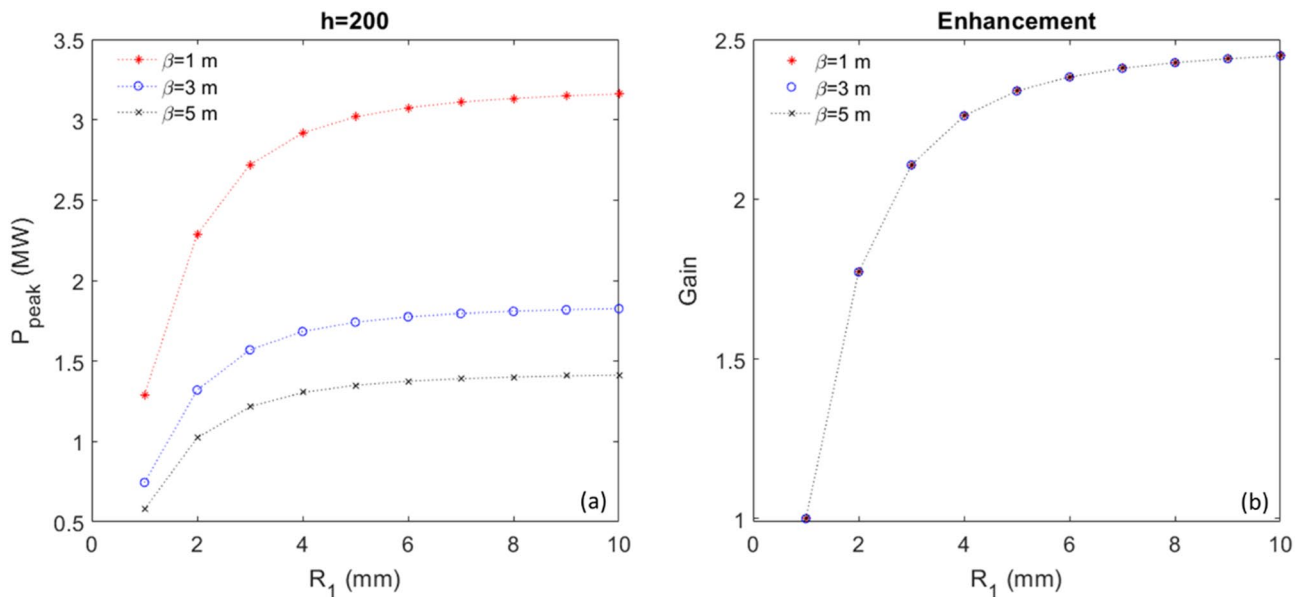 h=200
β=1 m
β=3 m
β=5 m
3.5
3
2.5
2
1.5
1
0.5
P_peak (MW)
0 2 4 6 8 10
R_1 (mm)
(a)
Enhancement
β=1 m
β=3 m
β=5 m
2.5
2
1.5
1
Gain
0 2 4 6 8 10
R_1 (mm)
(b)